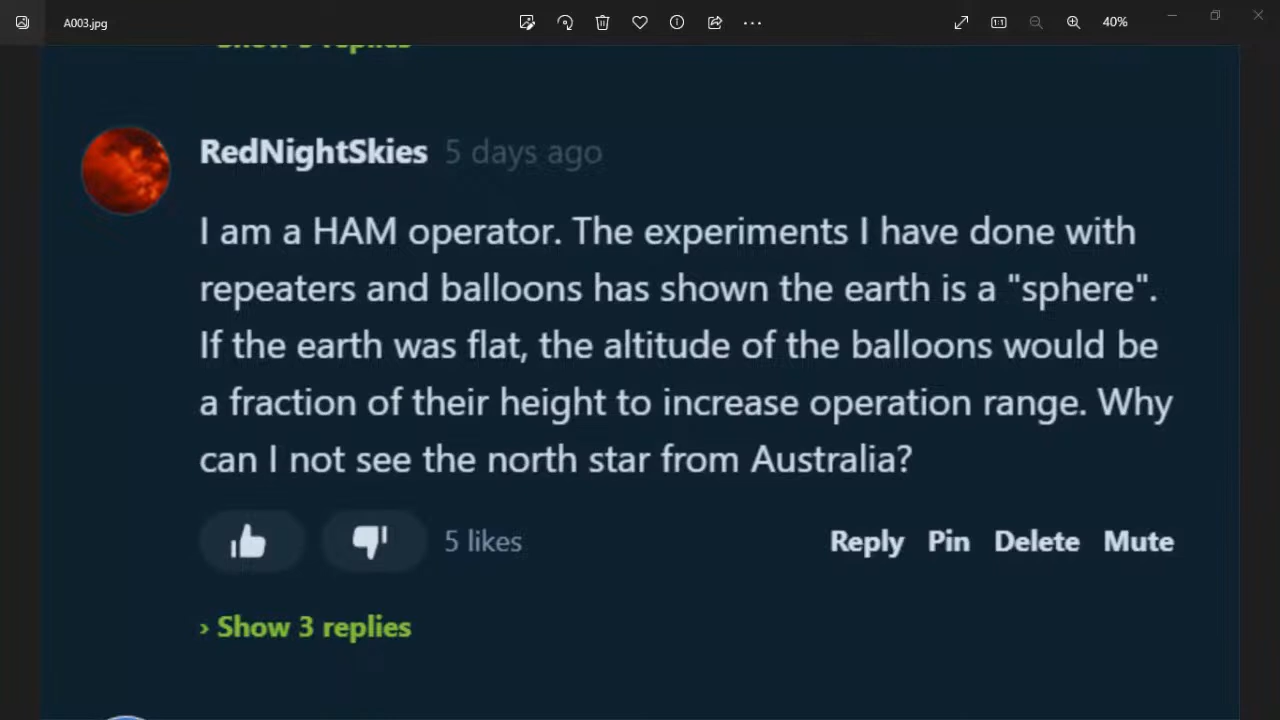 A003.jpg
40%
Show 3 replies
RedNightSkies 5 days ago
I am a HAM operator. The experiments I have done with
repeaters and balloons has shown the earth is a "sphere".
If the earth was flat, the altitude of the balloons would be
a fraction of their height to increase operation range. Why
can I not see the north star from Australia?
5 likes
Reply Pin Delete Mute
› Show 3 replies